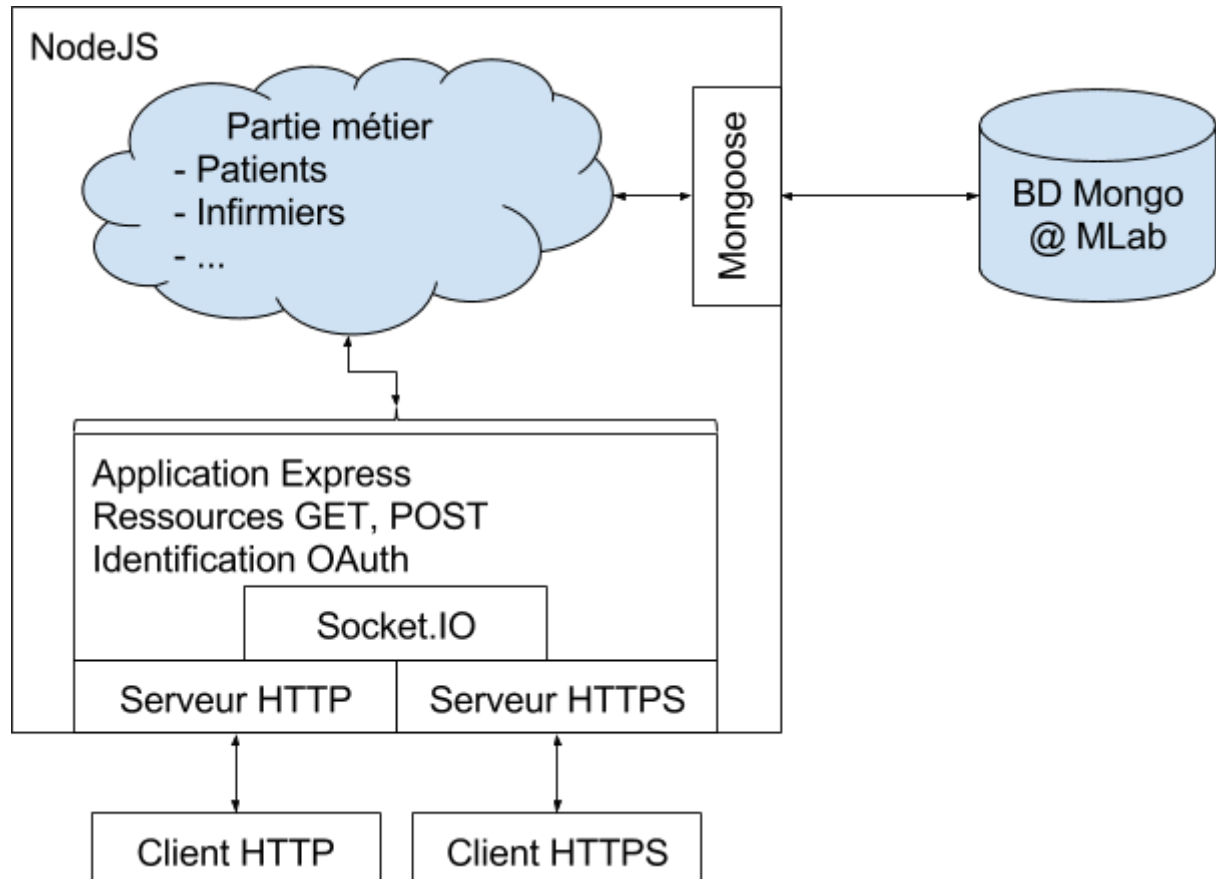 NodeJS
Partie métier
- Patients
- Infirmiers
- ...
Mongoose
BD Mongo
@ MLab
Application Express
Ressources GET, POST
Identification OAuth
Socket.IO
Serveur HTTP
Serveur HTTPS
Client HTTP
Client HTTPS